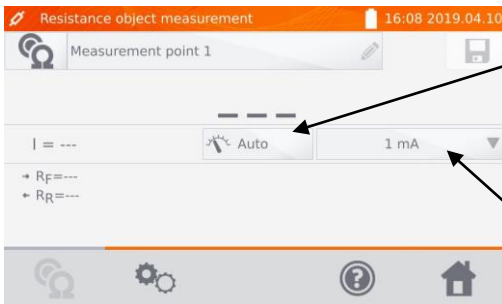 Resistance object measurement 16:08 2019.04.10
Measurement point 1
---
I = --- Auto 1 mA
→ RF=---
← RR=---